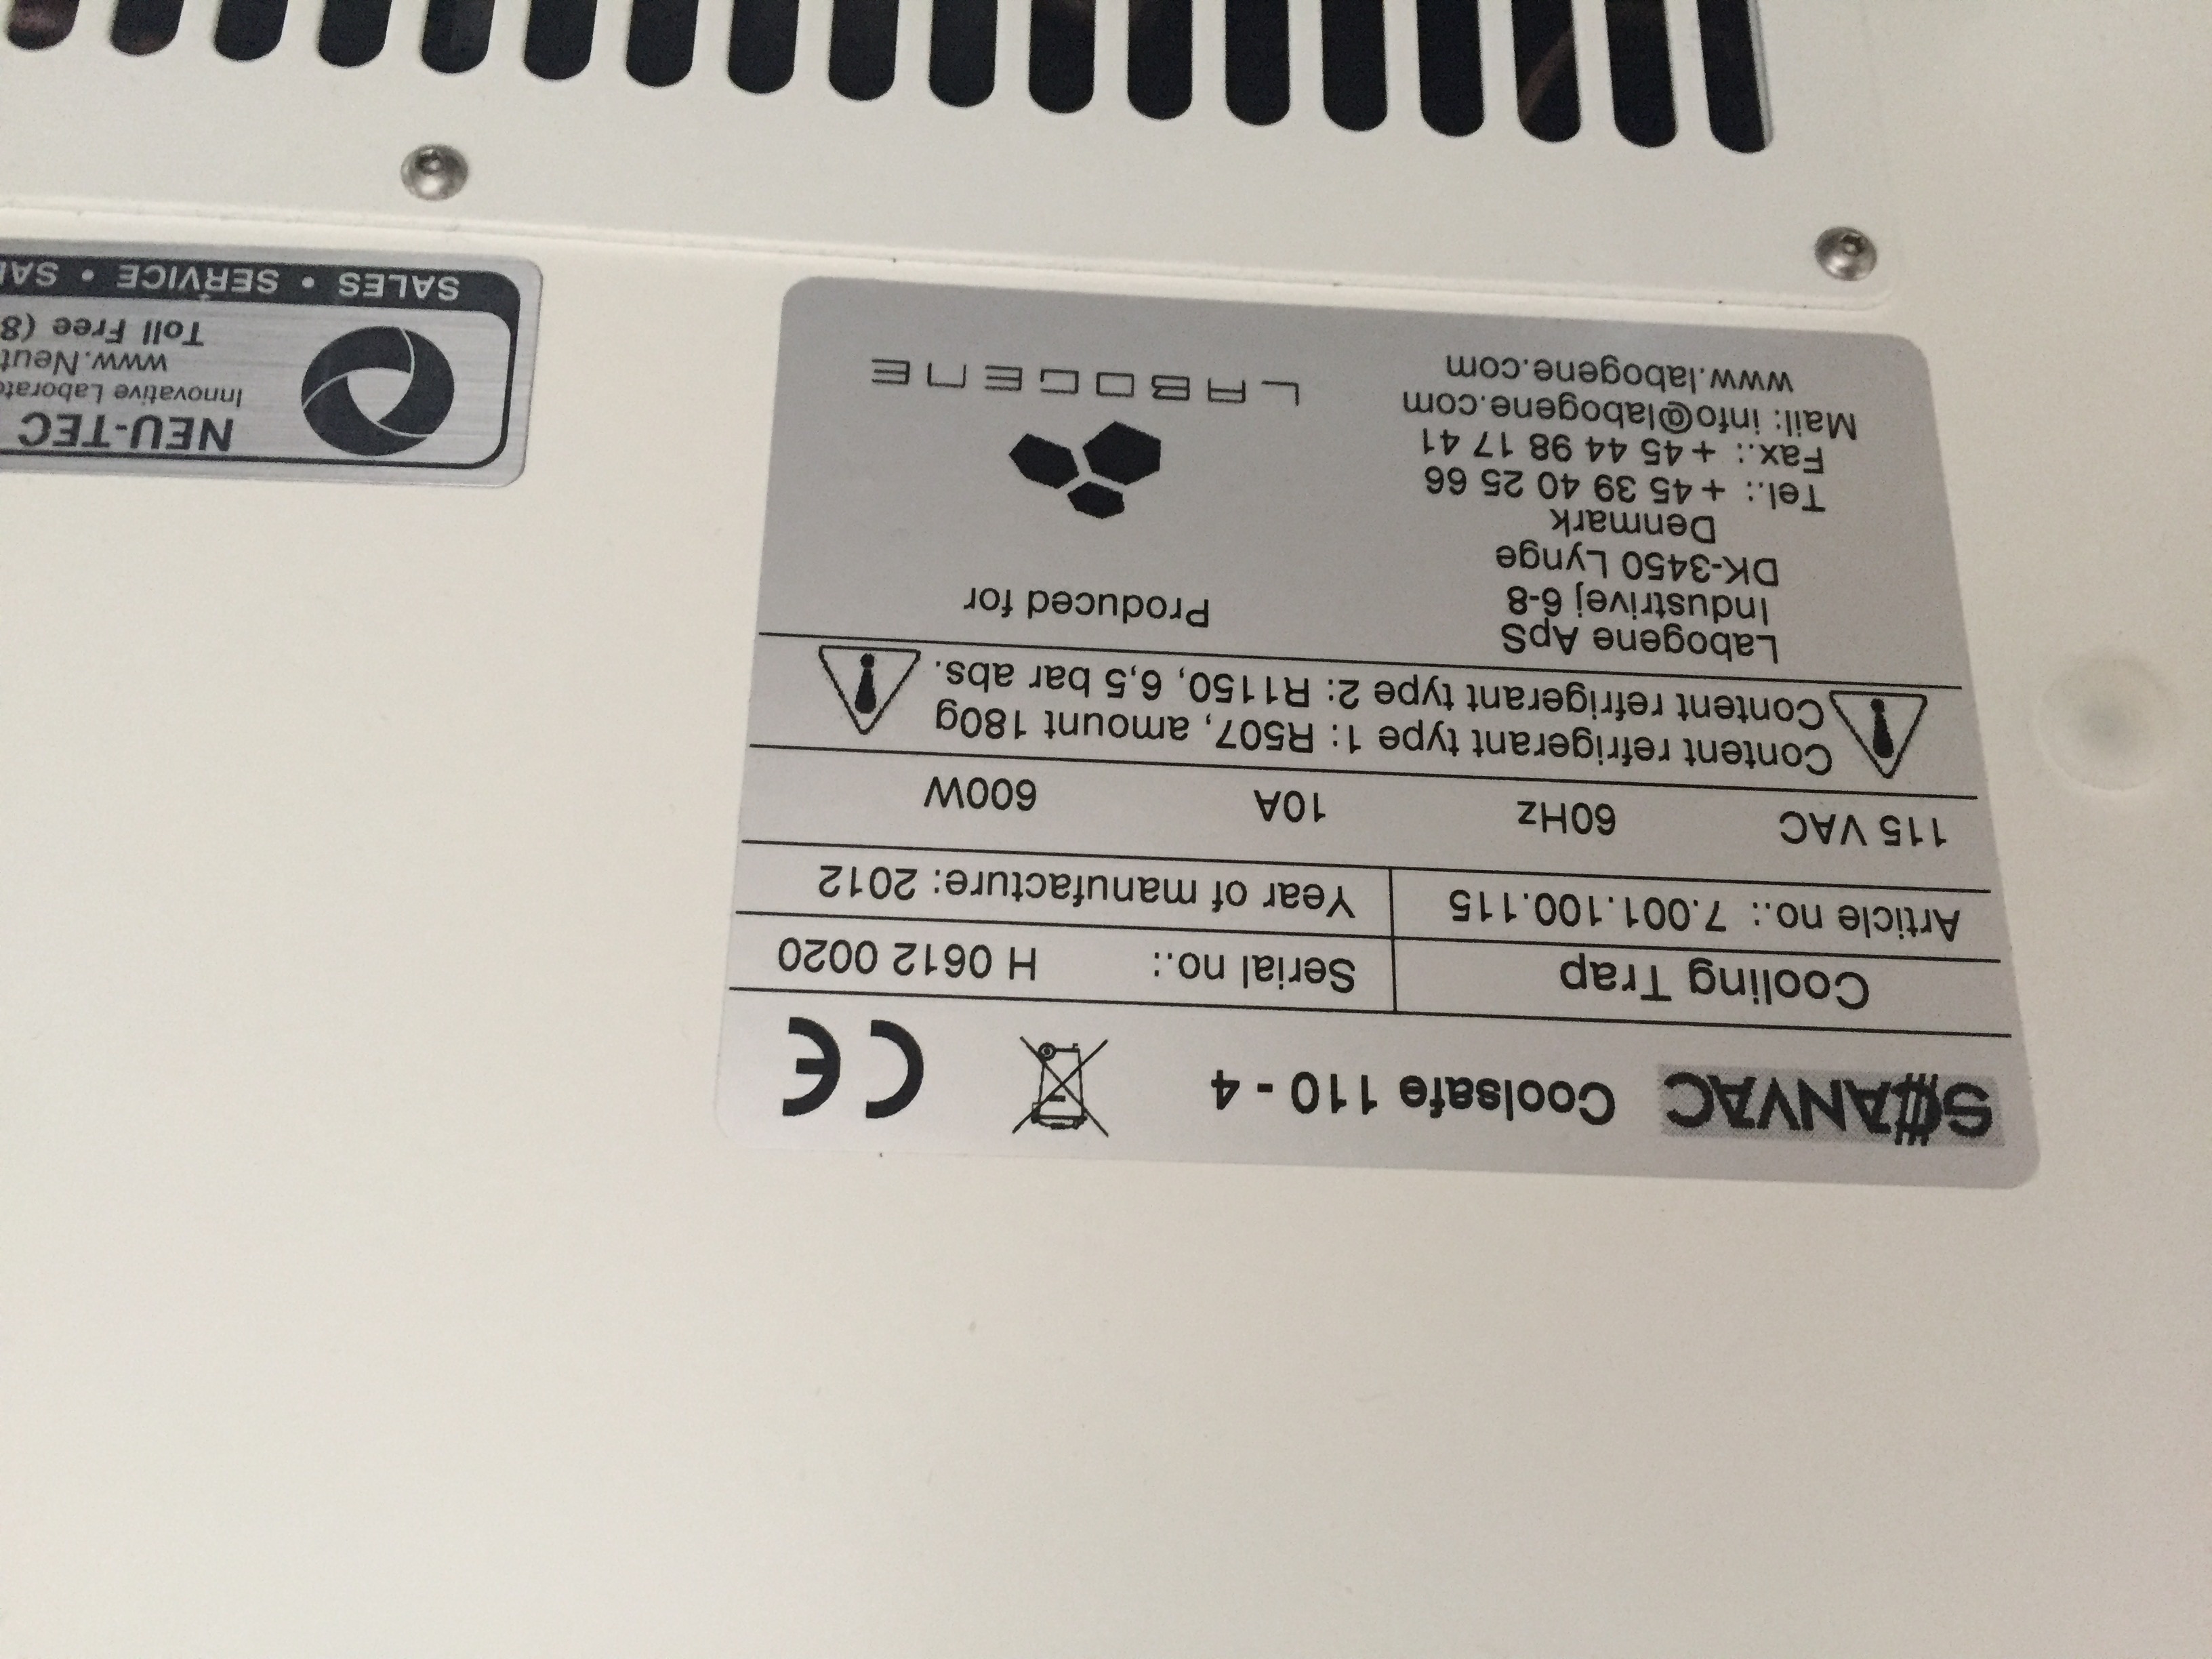 SCANVAC Coolsafe 110 - 4 CE
Cooling Trap Serial no.: H 0612 0020
Article no.: 7.001.100.115 Year of manufacture: 2012
115 VAC 60Hz 10A 600W
Content refrigerant type 1: R507, amount 180g
Content refrigerant type 2: R1150, 6,5 bar abs.
Labogene ApS
Industrivej 6-8
DK-3450 Lynge
Denmark
Tel.: + 45 39 40 25 66
Fax.: + 45 44 98 17 41
Mail: info@labogene.com
www.labogene.com
Produced for
LABOGENE
NEU-TEC
Innovative
www.Neut
Toll Free (8
SALES • SERVICE •